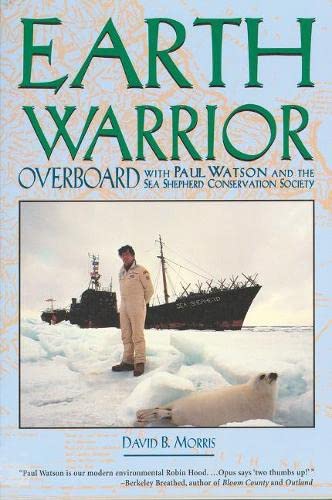 EARTH
WARRIOR
OVERBOARD WITH PAUL WATSON AND THE
SEA SHEPHERD CONSERVATION SOCIETY
SEA SHEPHERD
DAVID B. MORRIS
"Paul Watson is our modern environmental Robin Hood. ...Opus says 'two thumbs up!'"
–Berkeley Breathed, author of Bloom County and Outland